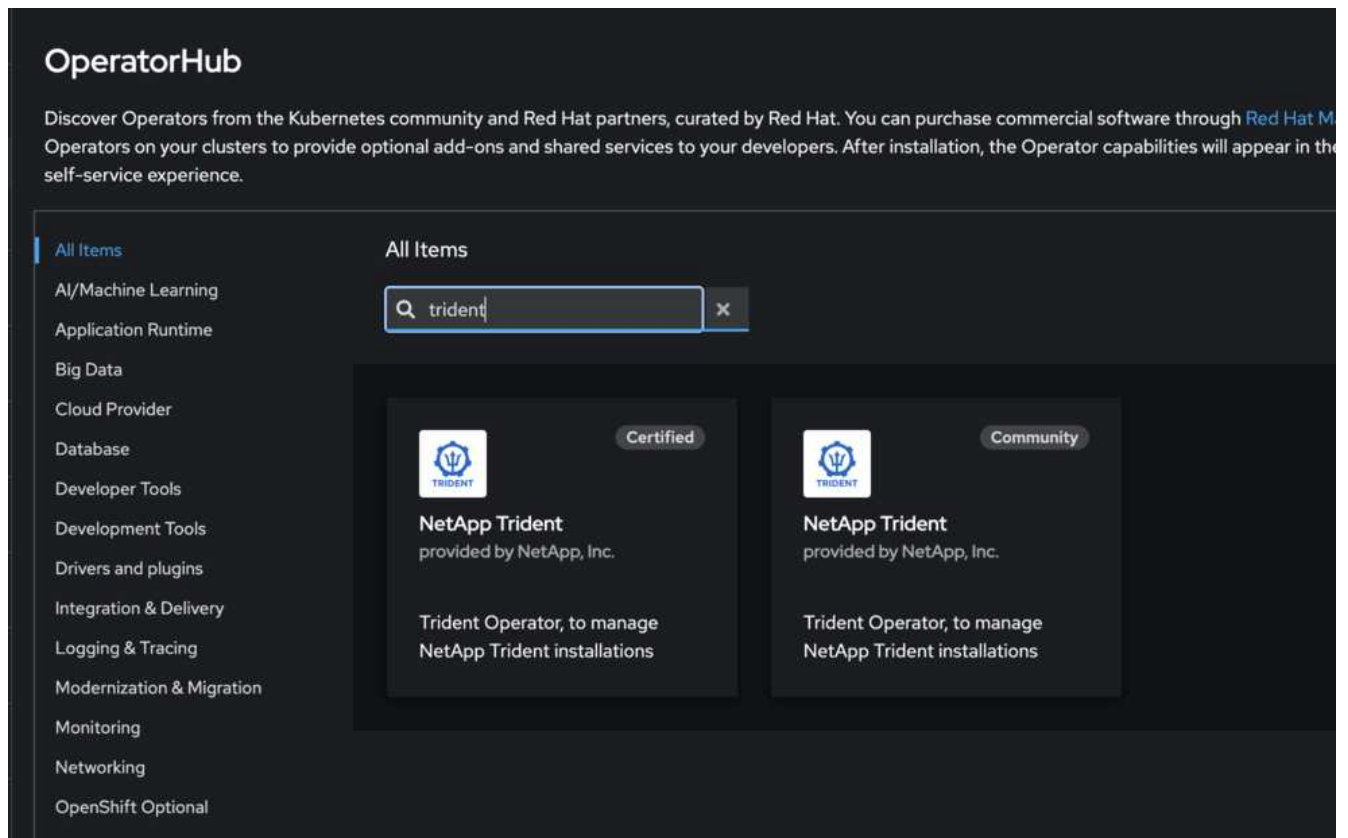 OperatorHub
Discover Operators from the Kubernetes community and Red Hat partners, curated by Red Hat. You can purchase commercial software through Red Hat M
Operators on your clusters to provide optional add-ons and shared services to your developers. After installation, the Operator capabilities will appear in the
self-service experience.
All Items
AI/Machine Learning
Application Runtime
Big Data
Cloud Provider
Database
Developer Tools
Development Tools
Drivers and plugins
Integration & Delivery
Logging & Tracing
Modernization & Migration
Monitoring
Networking
OpenShift Optional
All Items
trident
Certified
TRIDENT
NetApp Trident
provided by NetApp, Inc.
Trident Operator, to manage
NetApp Trident installations
Community
TRIDENT
NetApp Trident
provided by NetApp, Inc.
Trident Operator, to manage
NetApp Trident installations